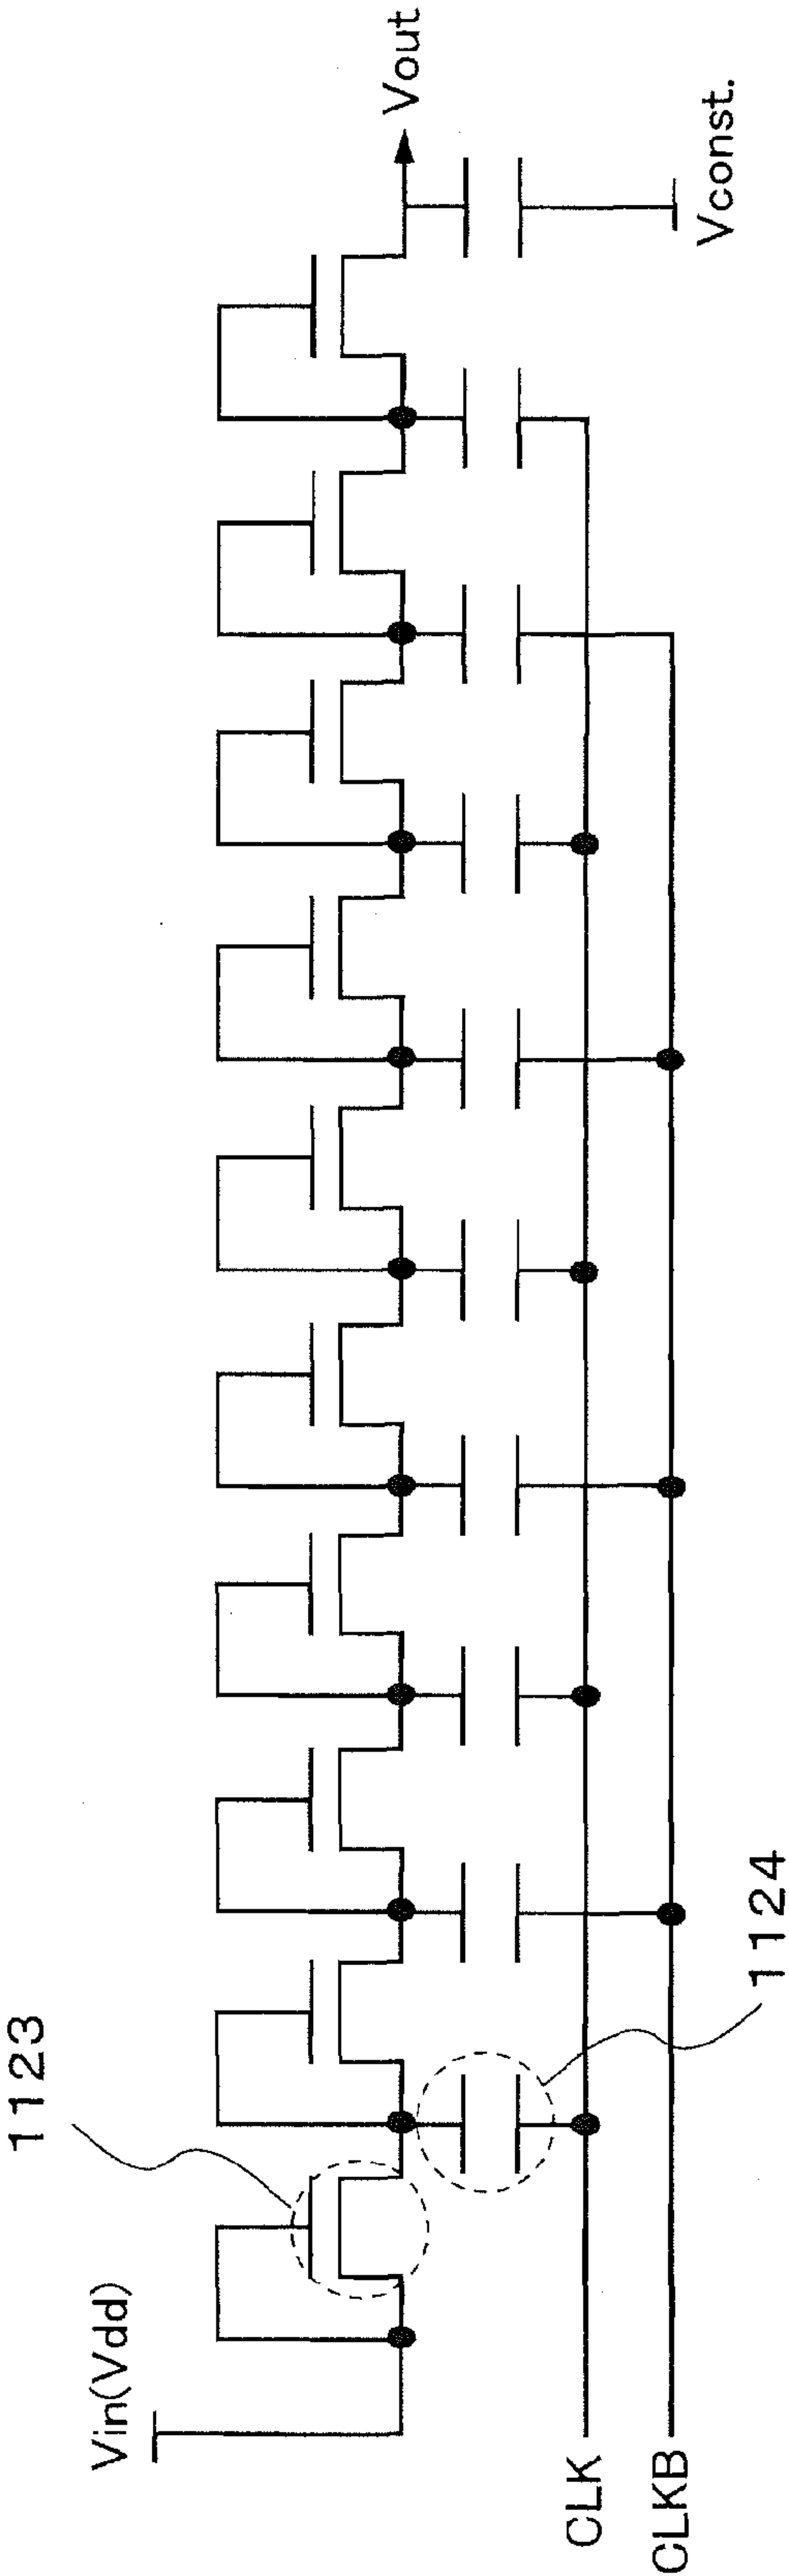 1123
Vin(Vdd)
Vout
CLK
CLKB
1124
Vconst.